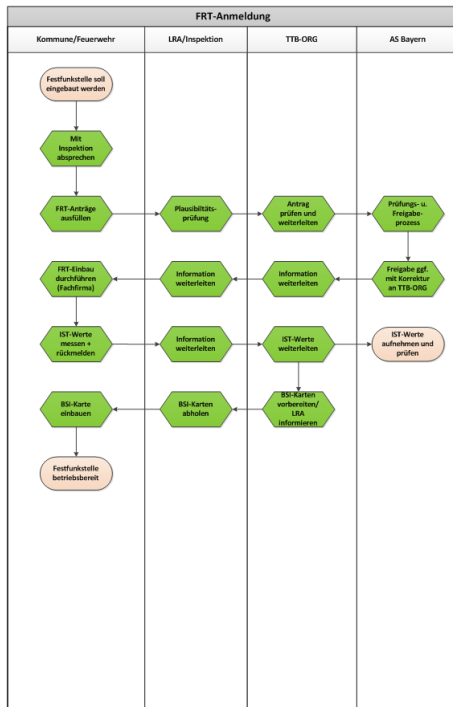 FRT-Anmeldung
Kommune/Feuerwehr
LRA/Inspektion
TTB-ORG
AS Bayern
Festfunkstelle soll
eingebaut werden
Mit
Inspektion
absprechen
FRT-Anträge
ausfüllen
Plausibiltäts-
prüfung
Antrag
prüfen und
weiterleiten
Prüfungs- u.
Freigabe-
prozess
FRT-Einbau
durchführen
(Fachfirma)
Information
weiterleiten
Information
weiterleiten
Freigabe ggf.
mit Korrektur
an TTB-ORG
IST-Werte
messen +
rückmelden
Information
weiterleiten
IST-Werte
weiterleiten
IST-Werte
aufnehmen und
prüfen
BSI-Karte
einbauen
BSI-Karten
abholen
BSI-Karten
vorbereiten/
LRA
informieren
Festfunkstelle
betriebsbereit